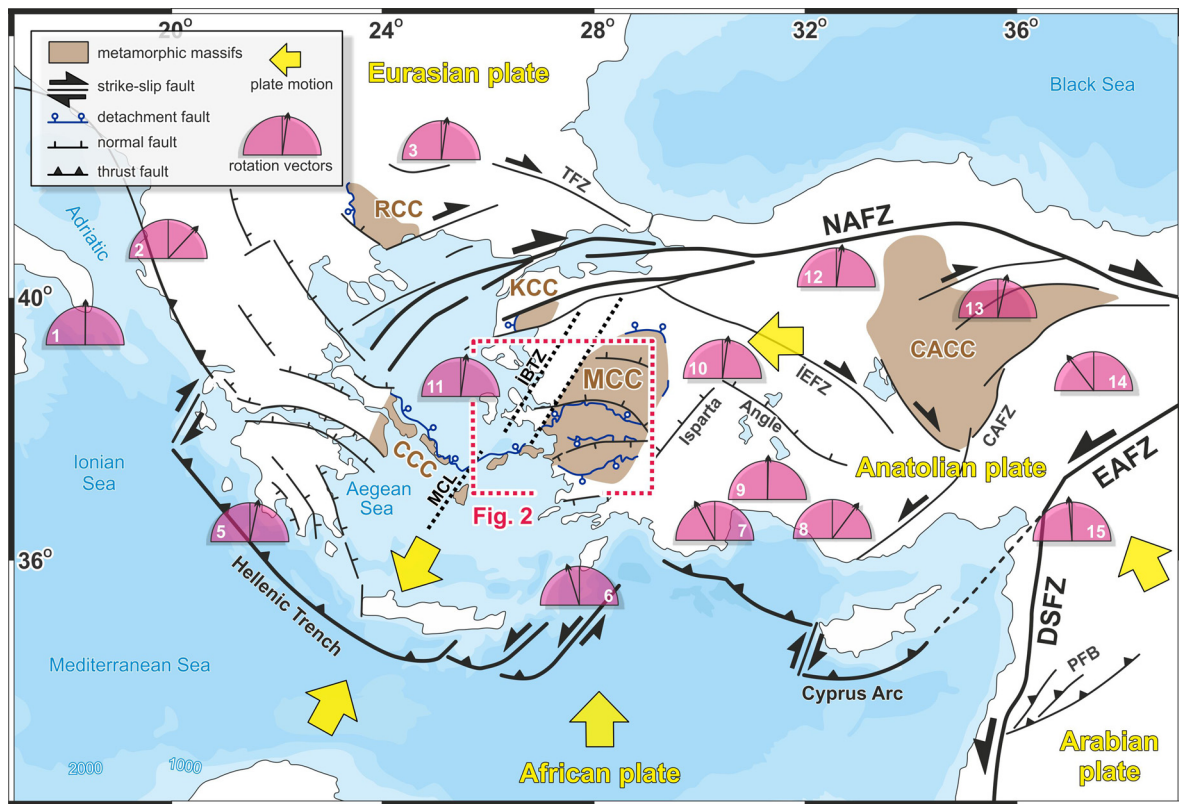 20°
24°
28°
32°
36°
40°
36°
metamorphic massifs
strike-slip fault
detachment fault
normal fault
thrust fault
plate motion
rotation vectors
Eurasian plate
Black Sea
3
TFZ
RCC
Adriatic
2
NAFZ
12
KCC
1
13
CACC
IBTZ
MCC
10
İEFZ
14
11
Isparta
Angle
CAFZ
CCC
Anatolian plate
Ionian
Sea
MCL
Aegean
Sea
EAFZ
9
Fig. 2
5
7
8
15
Hellenic Trench
6
DSFZ
Mediterranean Sea
PFB
Cyprus Arc
2000
1000
African plate
Arabian
plate